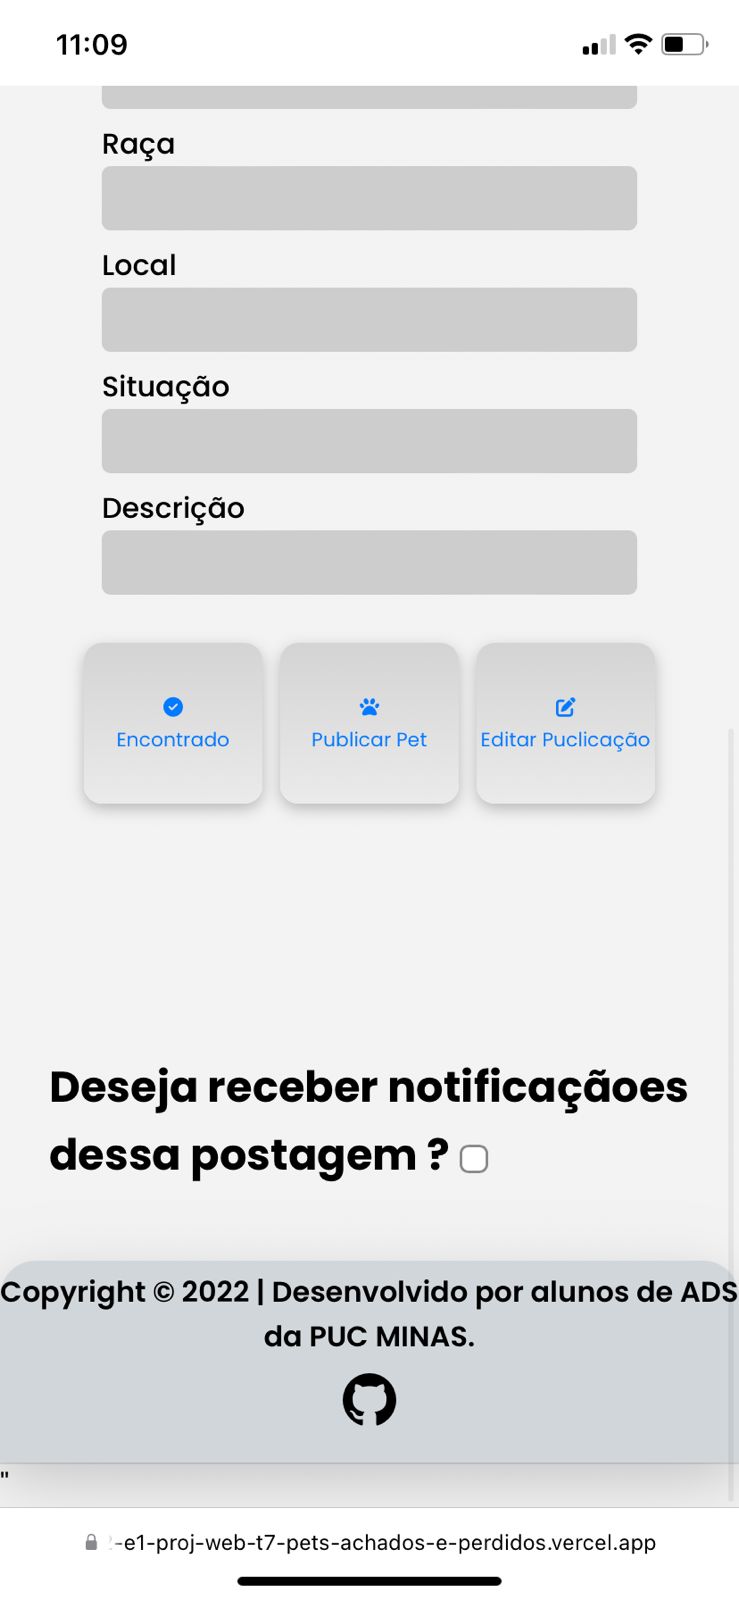 11:09
Raça
Local
Situação
Descrição
Encontrado
Publicar Pet
Editar Puclicação
Deseja receber notificaçãoes
dessa postagem ?
Copyright © 2022 | Desenvolvido por alunos de ADS
da PUC MINAS.
"
-e1-proj-web-t7-pets-achados-e-perdidos.vercel.app